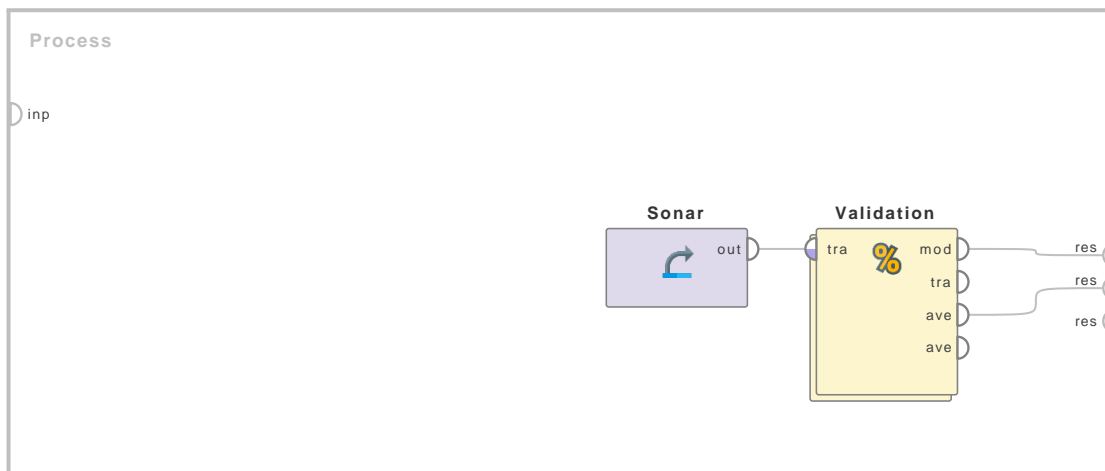 Process
inp
Sonar
Validation
out
tra
%
mod
res
tra
res
ave
res
ave